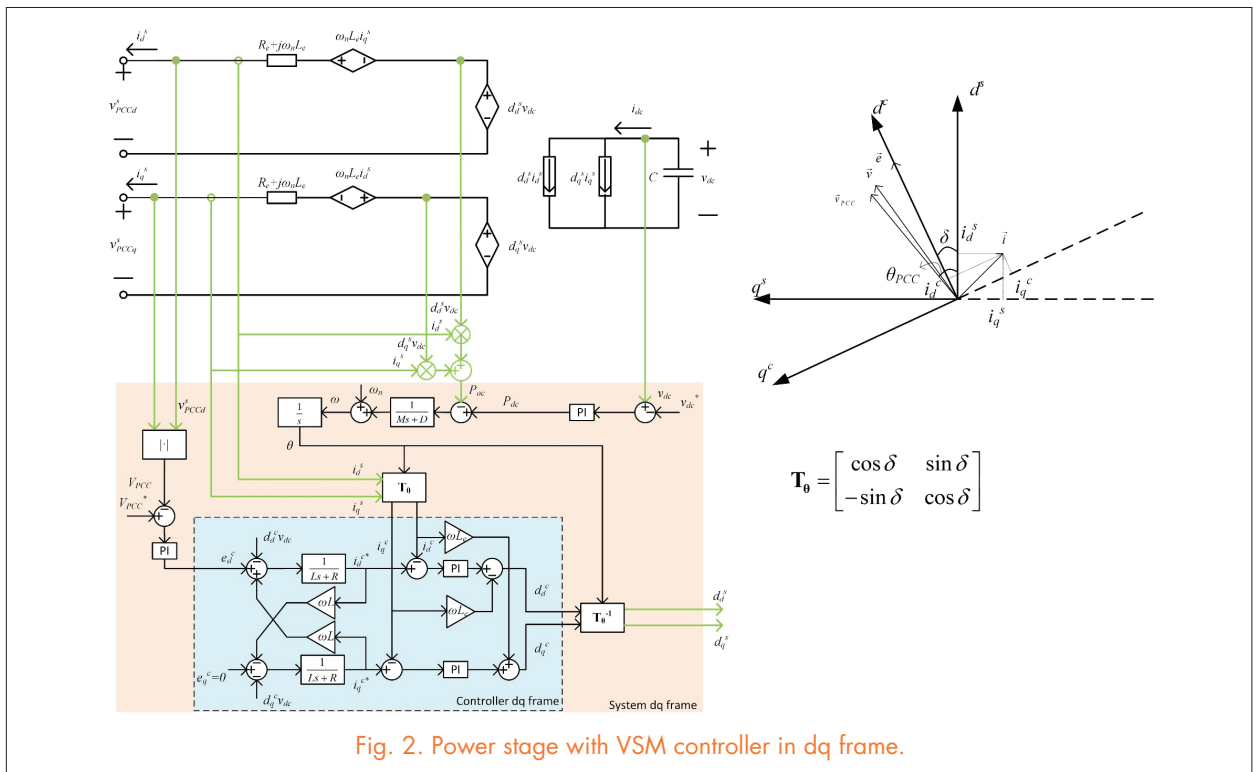 i_d^s
R_e+jω_nL_e
ω_nL_ei_q^s
+
+ -
v_PCCd^s
+
-
d_d^sv_dc
—
i_q^s
R_e+jω_nL_e
ω_nL_ei_d^s
+
- +
v_PCCq^s
+
-
d_q^sv_dc
—
i_dc
d_d^si_d^s
d_q^si_q^s
C
+
v_dc
—
d_d^sv_dc
i_d^s
d_q^sv_dc
i_q^s
+
v_PCCd^s
|·|
V_PCC
V_PCC^*
+ -
PI
1/s
ω
ω_n
+ +
1/(Ms+D)
P_ac
- +
P_dc
PI
v_dc
+ -
v_dc^*
θ
i_d^s
i_q^s
T_θ
i_q^c
i_d^c
ωL_e
d_d^cv_dc
e_d^c
+ - +
1/(Ls+R)
i_d^c*
+ -
PI
+ -
d_d^c
ωL
ωL_e
ωL
T_θ^-1
d_d^s
d_q^s
e_q^c=0
+ - -
1/(Ls+R)
i_q^c*
+ -
PI
+ +
d_q^c
d_q^cv_dc
Controller dq frame
System dq frame
d^c
d^s
e⃗
v⃗
v⃗_PCC
δ
i_d^s
i⃗
θ_PCC
i_d^c
i_q^c
q^s
i_q^s
q^c
T_θ = [cos δ sin δ
−sin δ cos δ]
Fig. 2. Power stage with VSM controller in dq frame.